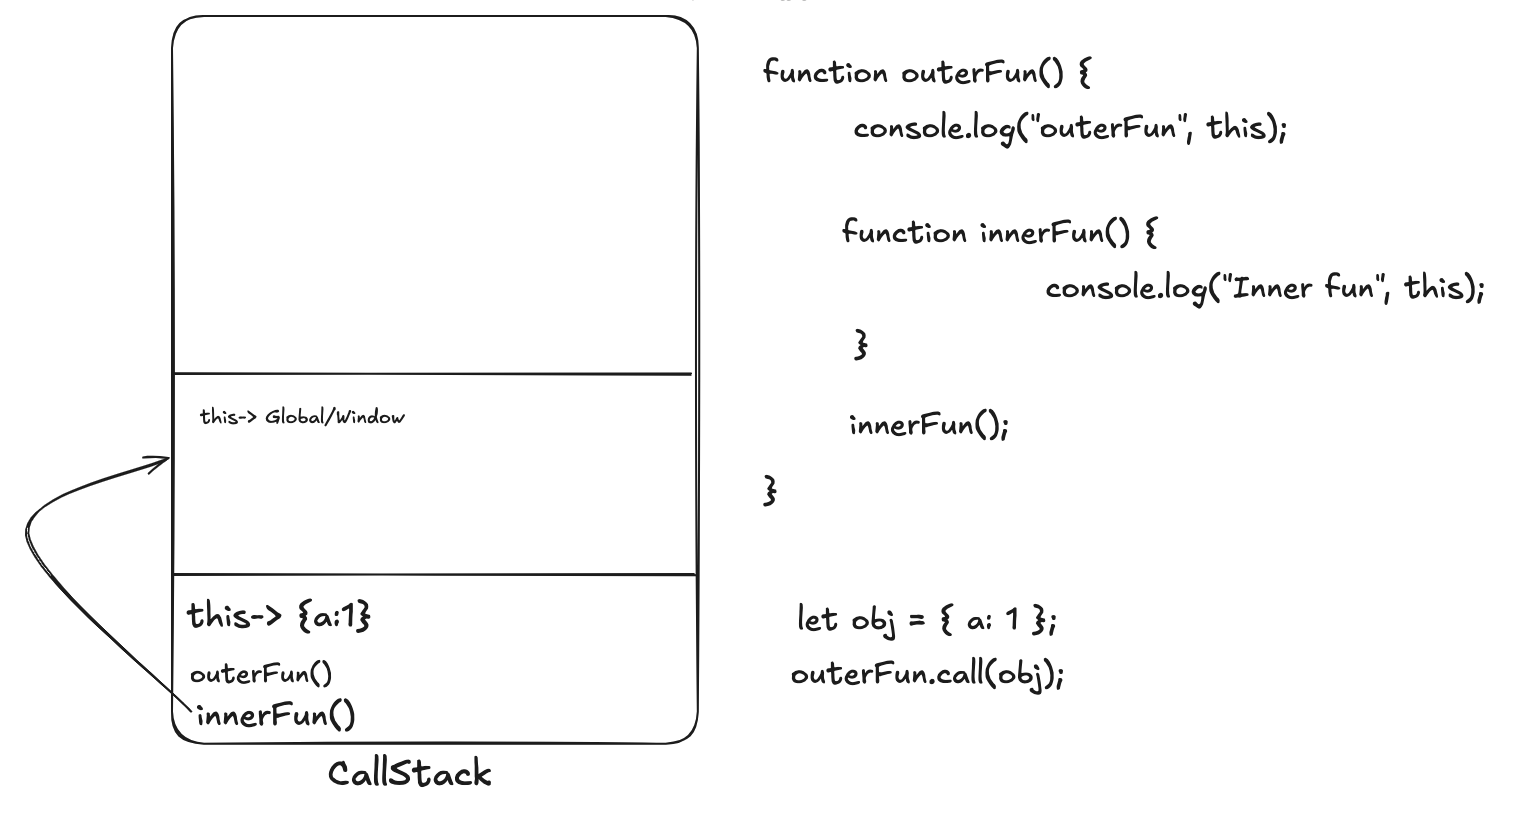 this-> Global/Window
this-> {a:1}
outerFun()
innerFun()
CallStack
function outerFun() {
console.log("outerFun", this);
function innerFun() {
console.log("Inner fun", this);
}
innerFun();
}
let obj = { a: 1 };
outerFun.call(obj);